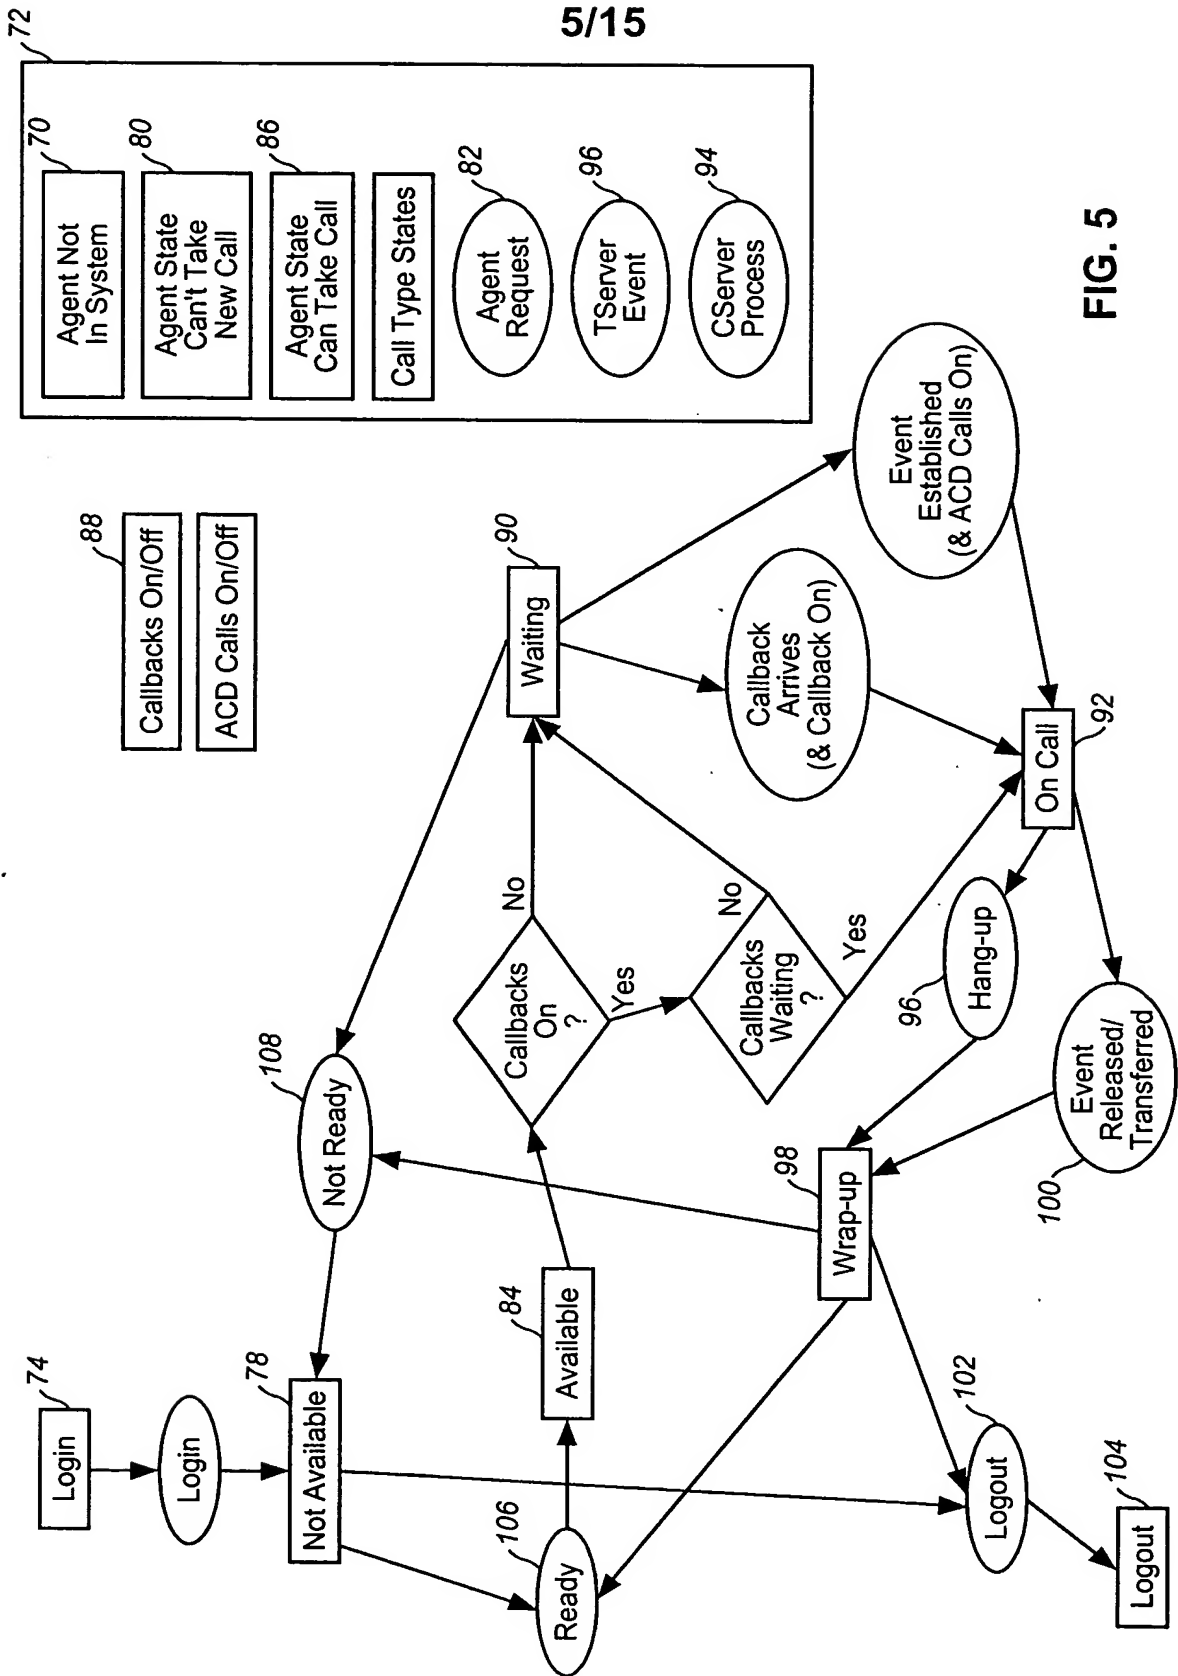 5/15
72
70
Agent Not
In System
80
Agent State
Can't Take
New Call
86
Agent State
Can Take Call
Call Type States
82
Agent
Request
96
TServer
Event
94
CServer
Process
88
Callbacks On/Off
ACD Calls On/Off
74
Login
Login
78
Not Available
108
Not Ready
106
Ready
84
Available
Callbacks
On
?
No
Yes
Callbacks
Waiting
?
No
Yes
90
Waiting
Callback
Arrives
(& Callback On)
Event
Established
(& ACD Calls On)
On Call
92
96
Hang-up
98
Wrap-up
100
Event
Released/
Transferred
102
Logout
104
Logout
FIG. 5